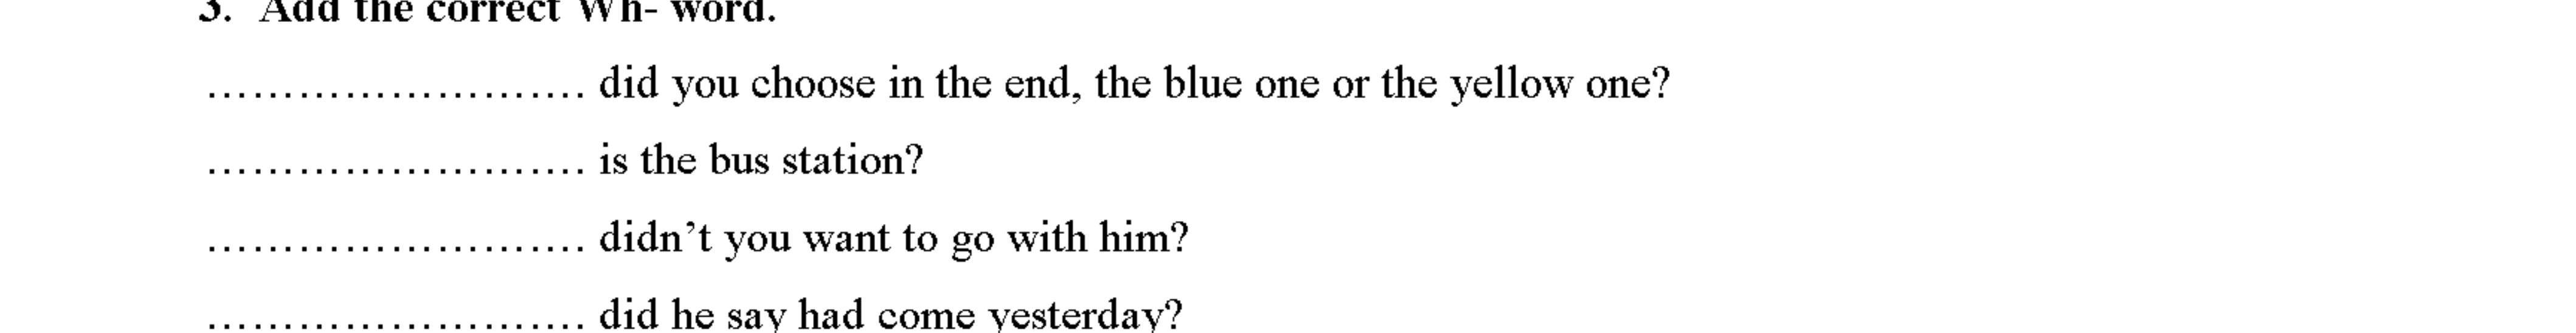 3. Add the correct Wh- word.
……………………. did you choose in the end, the blue one or the yellow one?
……………………. is the bus station?
……………………. didn’t you want to go with him?
……………………. did he say had come yesterday?